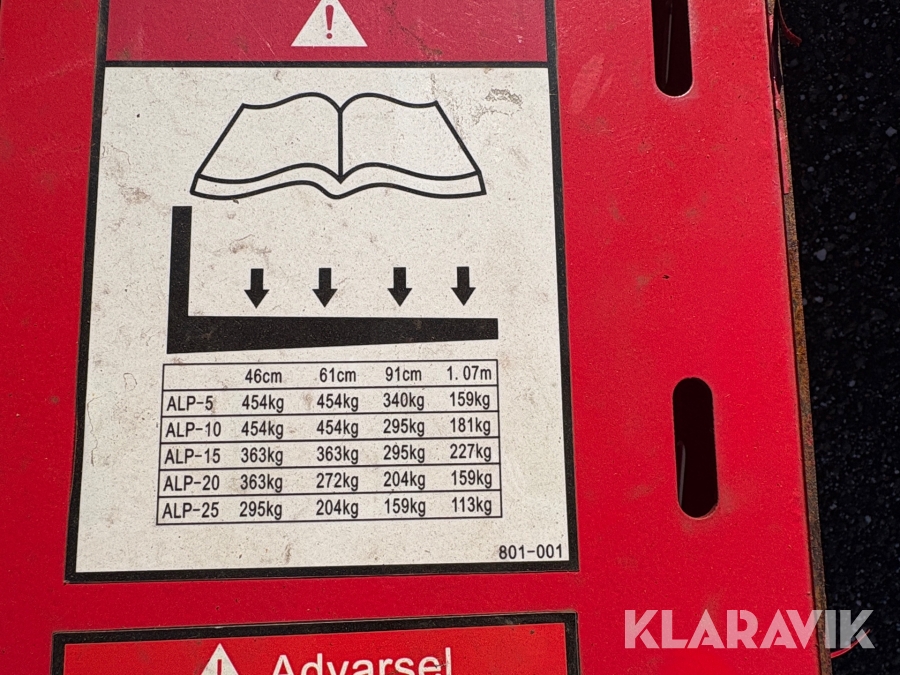 46cm 61cm 91cm 1.07m
ALP-5 454kg 454kg 340kg 159kg
ALP-10 454kg 454kg 295kg 181kg
ALP-15 363kg 363kg 295kg 227kg
ALP-20 363kg 272kg 204kg 159kg
ALP-25 295kg 204kg 159kg 113kg
801-001
KLARAVIK
Advarsel